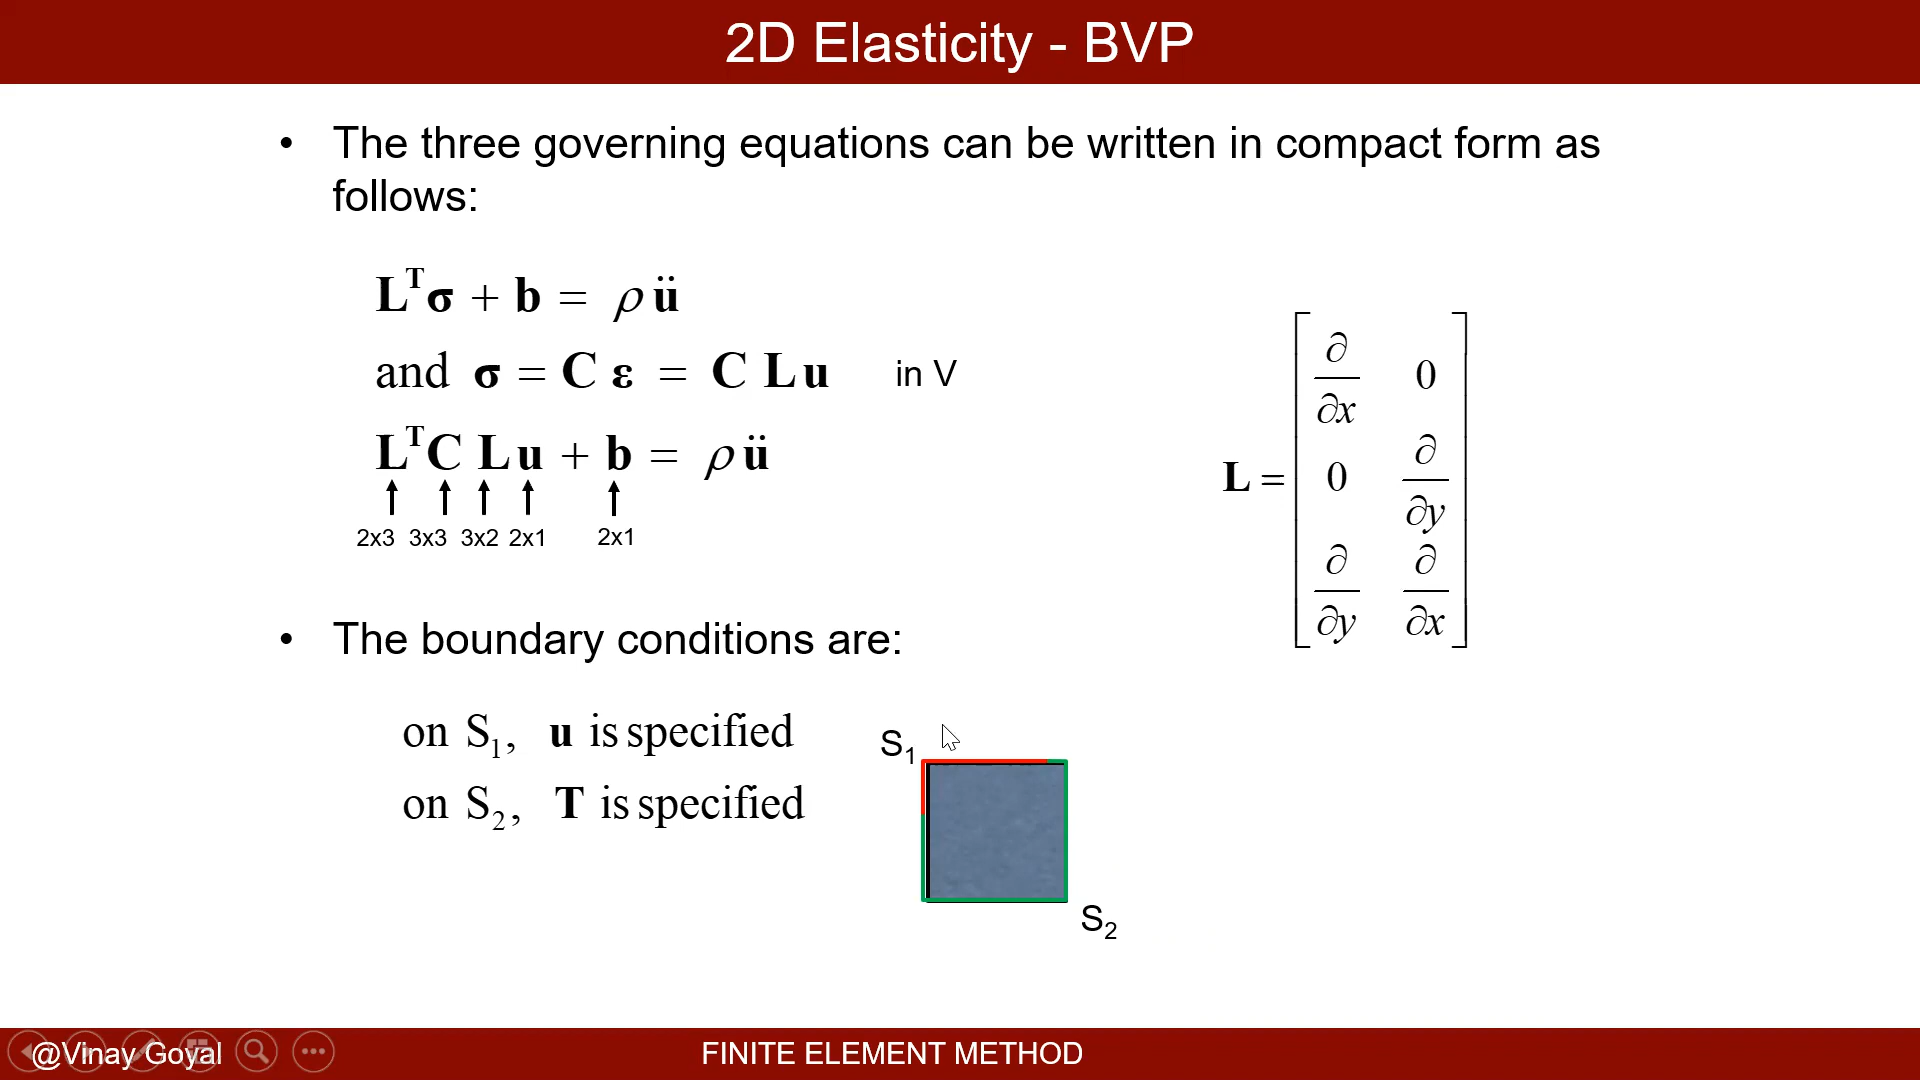 2D Elasticity - BVP
• The three governing equations can be written in compact form as
follows:
Lᵀσ + b = ρ ü
and σ = C ε = C L u in V
LᵀC L u + b = ρ ü
2x3 3x3 3x2 2x1 2x1
L = [ ∂/∂x 0
0 ∂/∂y
∂/∂y ∂/∂x ]
• The boundary conditions are:
on S₁, u is specified
on S₂, T is specified
S₁
S₂
@Vinay Goyal FINITE ELEMENT METHOD